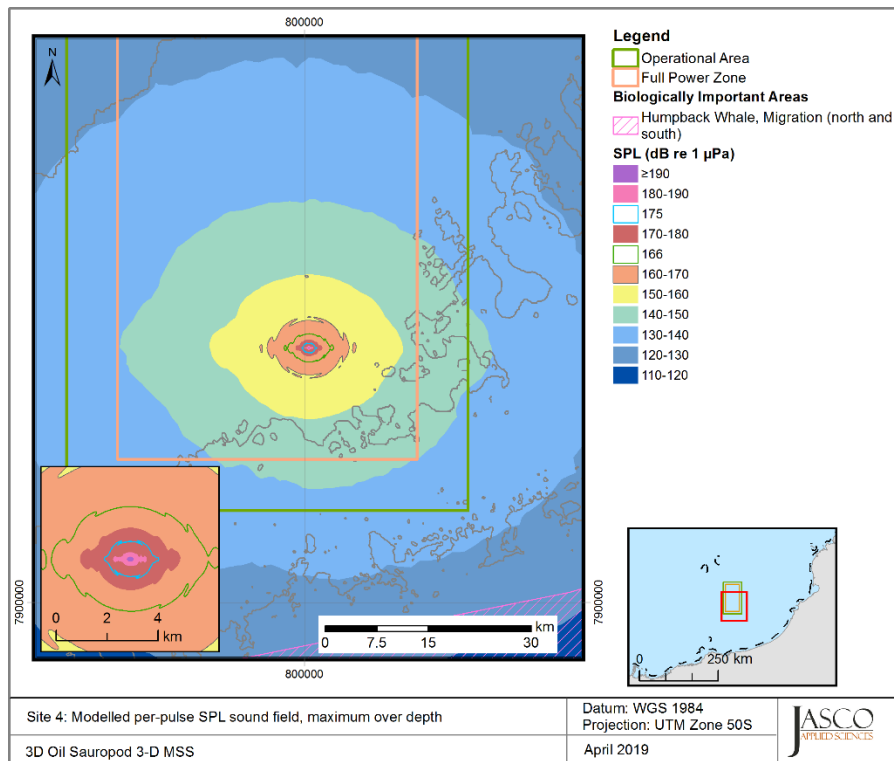 800000
N
7900000
7900000
800000
0 2 4
km
0 7.5 15 30
km
Legend
Operational Area
Full Power Zone
Biologically Important Areas
Humpback Whale, Migration (north and
south)
SPL (dB re 1 µPa)
≥190
180-190
175
170-180
166
160-170
150-160
140-150
130-140
120-130
110-120
0 250 km
Site 4: Modelled per-pulse SPL sound field, maximum over depth
3D Oil Sauropod 3-D MSS
Datum: WGS 1984
Projection: UTM Zone 50S
April 2019
JASCO
APPLIED SCIENCES